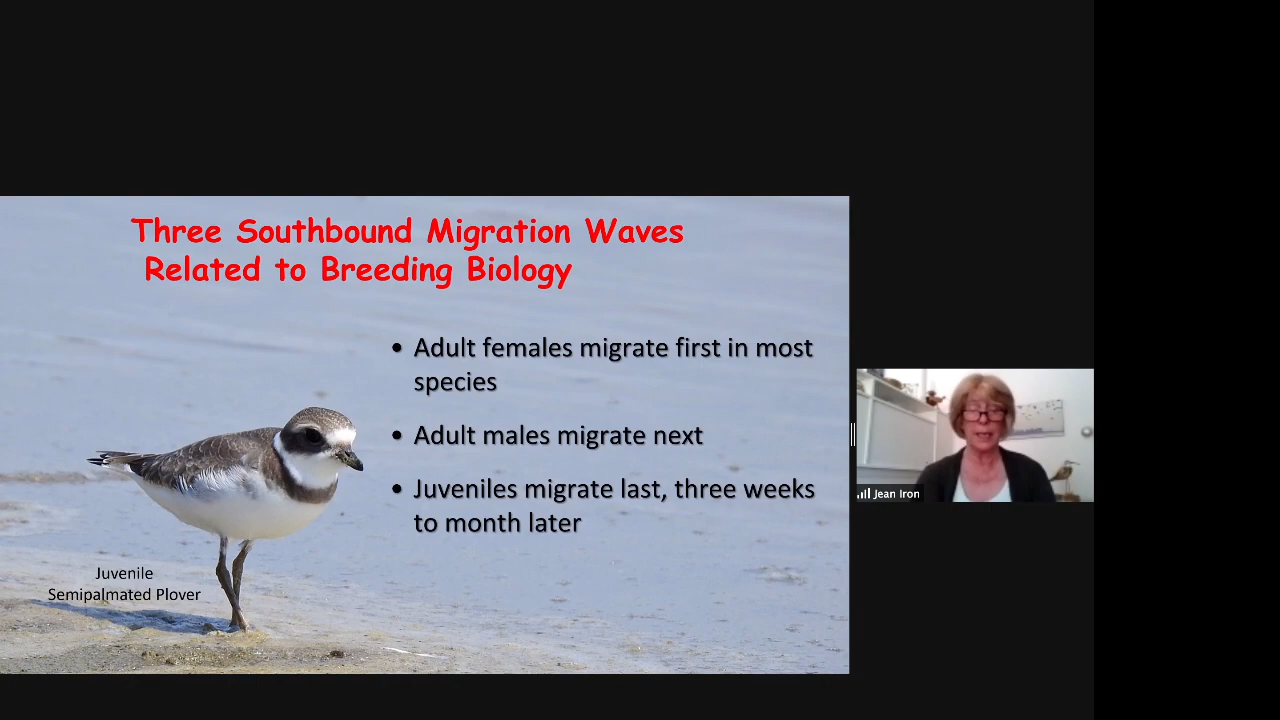 Three Southbound Migration Waves
Related to Breeding Biology
• Adult females migrate first in most
species
• Adult males migrate next
• Juveniles migrate last, three weeks
to month later
Juvenile
Semipalmated Plover
Jean Iron